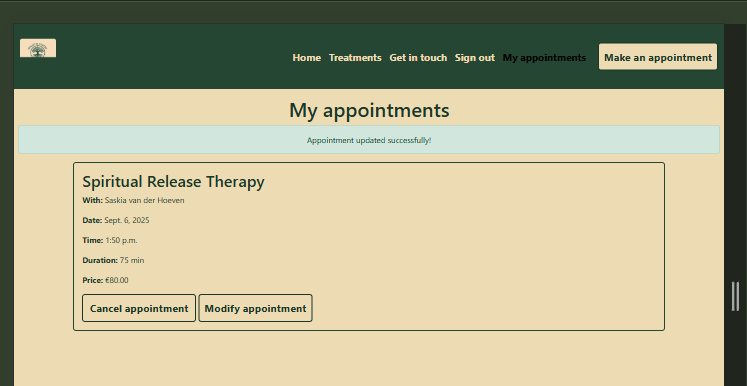 Home Treatments Get in touch Sign out My appointments Make an appointment
My appointments
Appointment updated successfully!
Spiritual Release Therapy
With: Saskia van der Hoeven
Date: Sept. 6, 2025
Time: 1:50 p.m.
Duration: 75 min
Price: €80.00
Cancel appointment Modify appointment